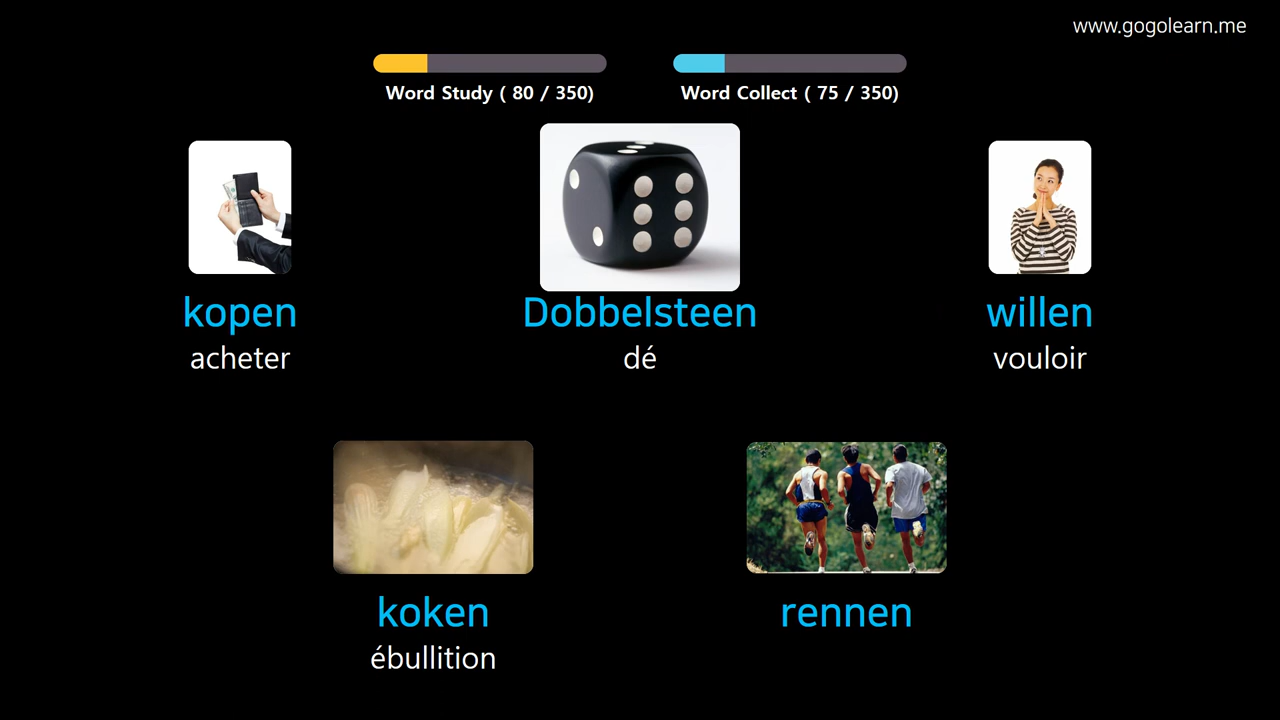 www.gogolearn.me
Word Study ( 80 / 350)
Word Collect ( 75 / 350)
kopen
acheter
Dobbelsteen
dé
willen
vouloir
koken
ébullition
rennen